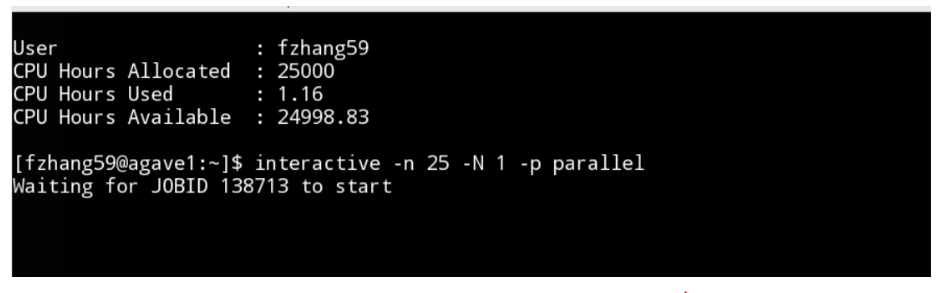 User                 : fzhang59
CPU Hours Allocated  : 25000
CPU Hours Used       : 1.16
CPU Hours Available  : 24998.83
[fzhang59@agave1:~]$ interactive -n 25 -N 1 -p parallel
Waiting for JOBID 138713 to start